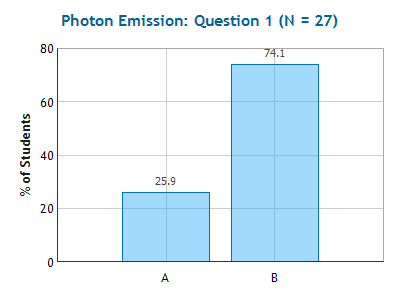 Photon Emission: Question 1 (N = 27)
% of Students
80
60
40
20
0
25.9
74.1
A
B